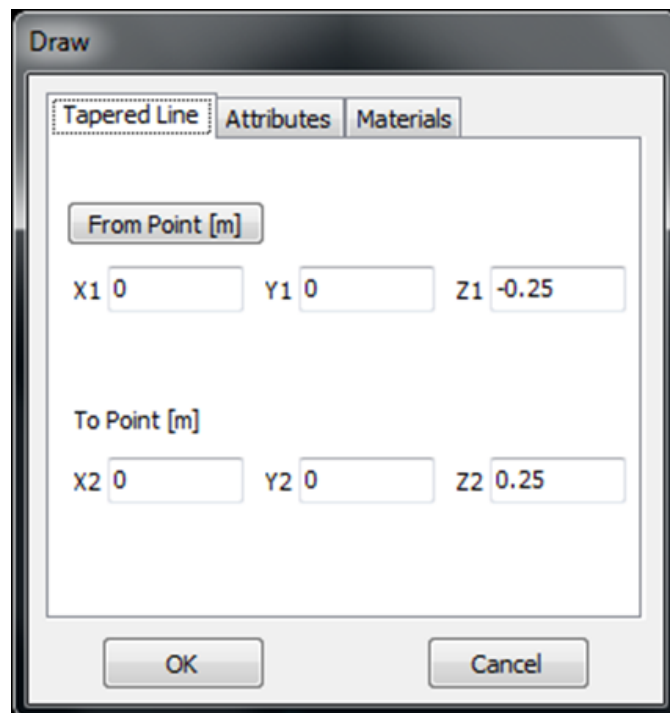 Draw
Tapered Line Attributes Materials
From Point [m]
X1 0 Y1 0 Z1 -0.25
To Point [m]
X2 0 Y2 0 Z2 0.25
OK Cancel